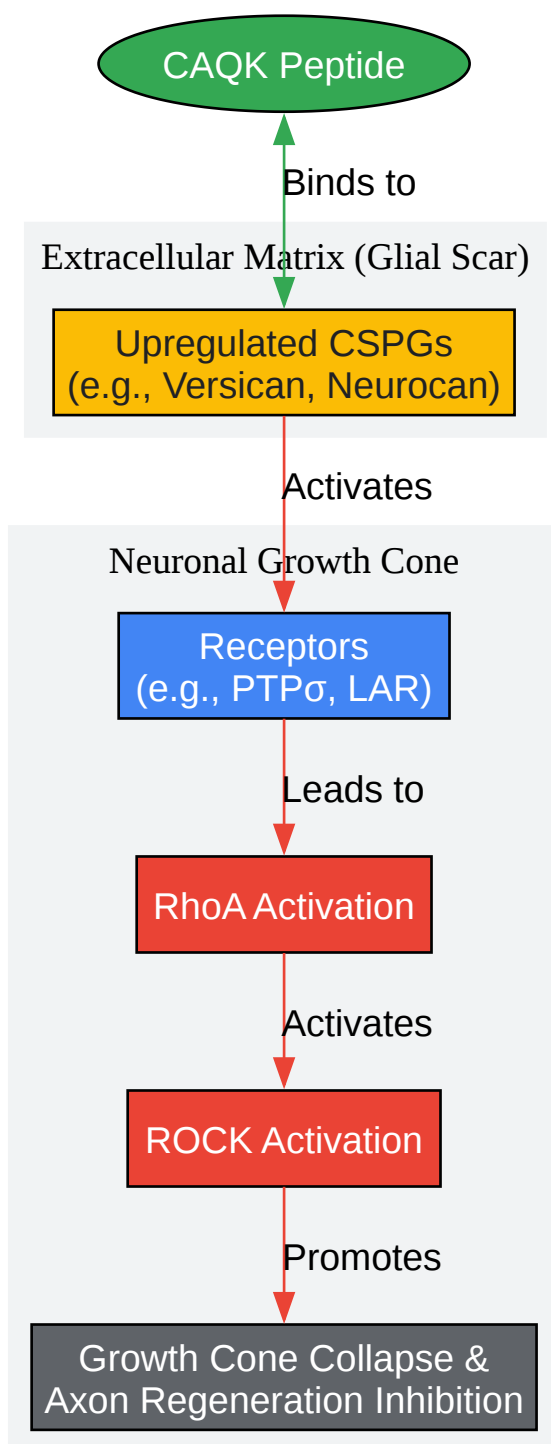 CAQK Peptide
Binds to
Extracellular Matrix (Glial Scar)
Upregulated CSPGs
(e.g., Versican, Neurocan)
Activates
Neuronal Growth Cone
Receptors
(e.g., PTPσ, LAR)
Leads to
RhoA Activation
Activates
ROCK Activation
Promotes
Growth Cone Collapse &
Axon Regeneration Inhibition